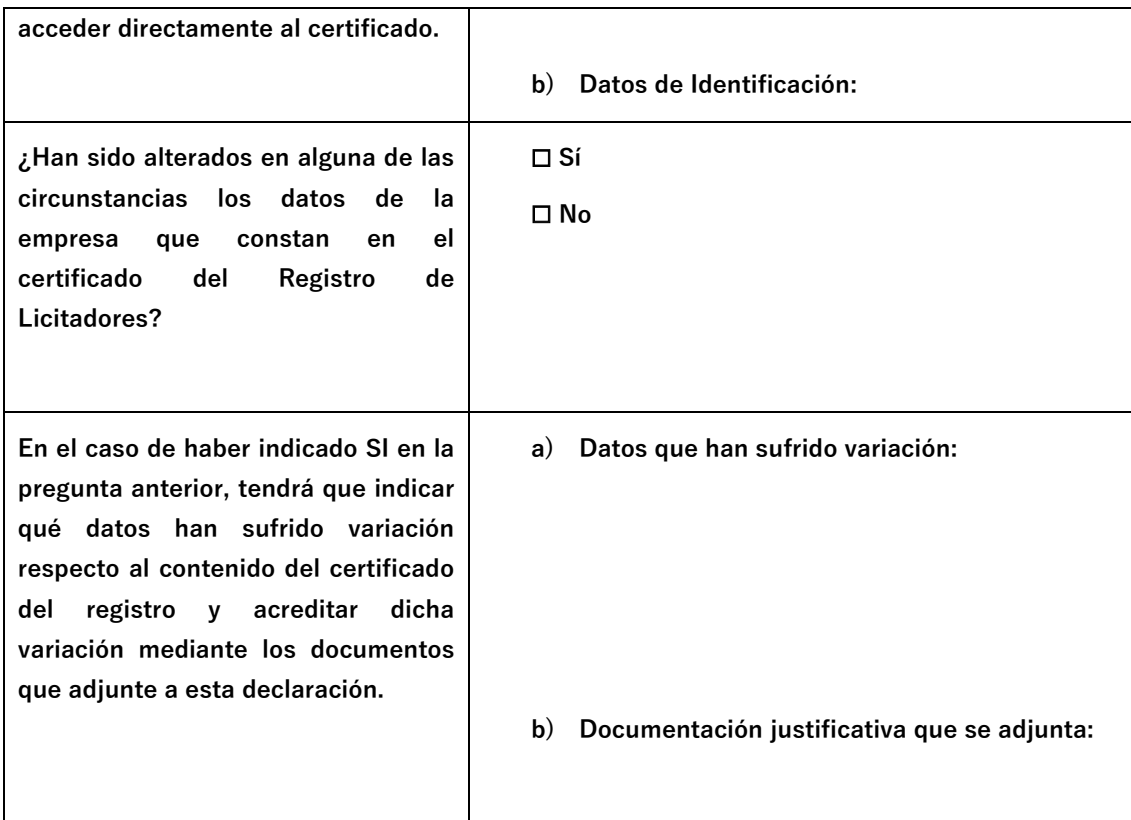 acceder directamente al certificado.
b) Datos de Identificación:
¿Han sido alterados en alguna de las
circunstancias los datos de la
empresa que constan en el
certificado del Registro de
Licitadores?
☐ Sí
☐ No
En el caso de haber indicado SI en la
pregunta anterior, tendrá que indicar
qué datos han sufrido variación
respecto al contenido del certificado
del registro y acreditar dicha
variación mediante los documentos
que adjunte a esta declaración.
a) Datos que han sufrido variación:
b) Documentación justificativa que se adjunta: